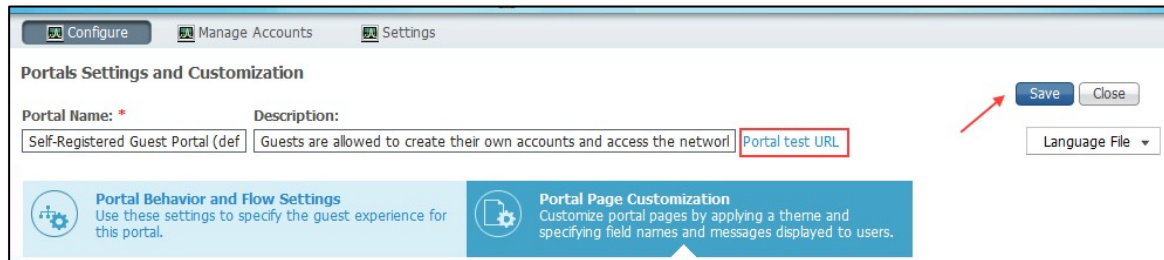 Configure Manage Accounts Settings
Portals Settings and Customization
Save Close
Portal Name: * Description:
Self-Registered Guest Portal (def Guests are allowed to create their own accounts and access the networl Portal test URL Language File
Portal Behavior and Flow Settings
Use these settings to specify the guest experience for
this portal.
Portal Page Customization
Customize portal pages by applying a theme and
specifying field names and messages displayed to users.